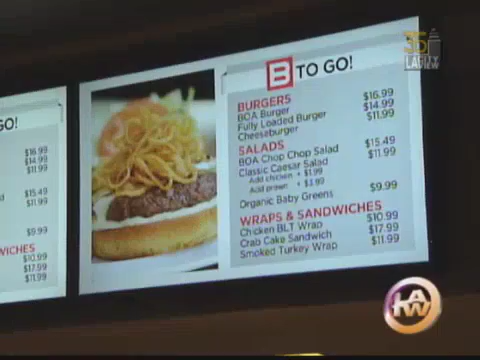 GO!
$16.99
$14.99
$11.99
$15.49
$11.99
$9.99
WICHES
$10.99
$17.99
$11.99
B TO GO!
BURGERS
BOA Burger $16.99
Fully Loaded Burger $14.99
Cheeseburger $11.99
SALADS
BOA Chop Chop Salad $15.49
Classic Caesar Salad $11.99
Add chicken + $1.99
Add prawn + $3.99
Organic Baby Greens $9.99
WRAPS & SANDWICHES
Chicken BLT Wrap $10.99
Crab Cake Sandwich $17.99
Smoked Turkey Wrap $11.99
35
LA CITY
VIEW
LAW